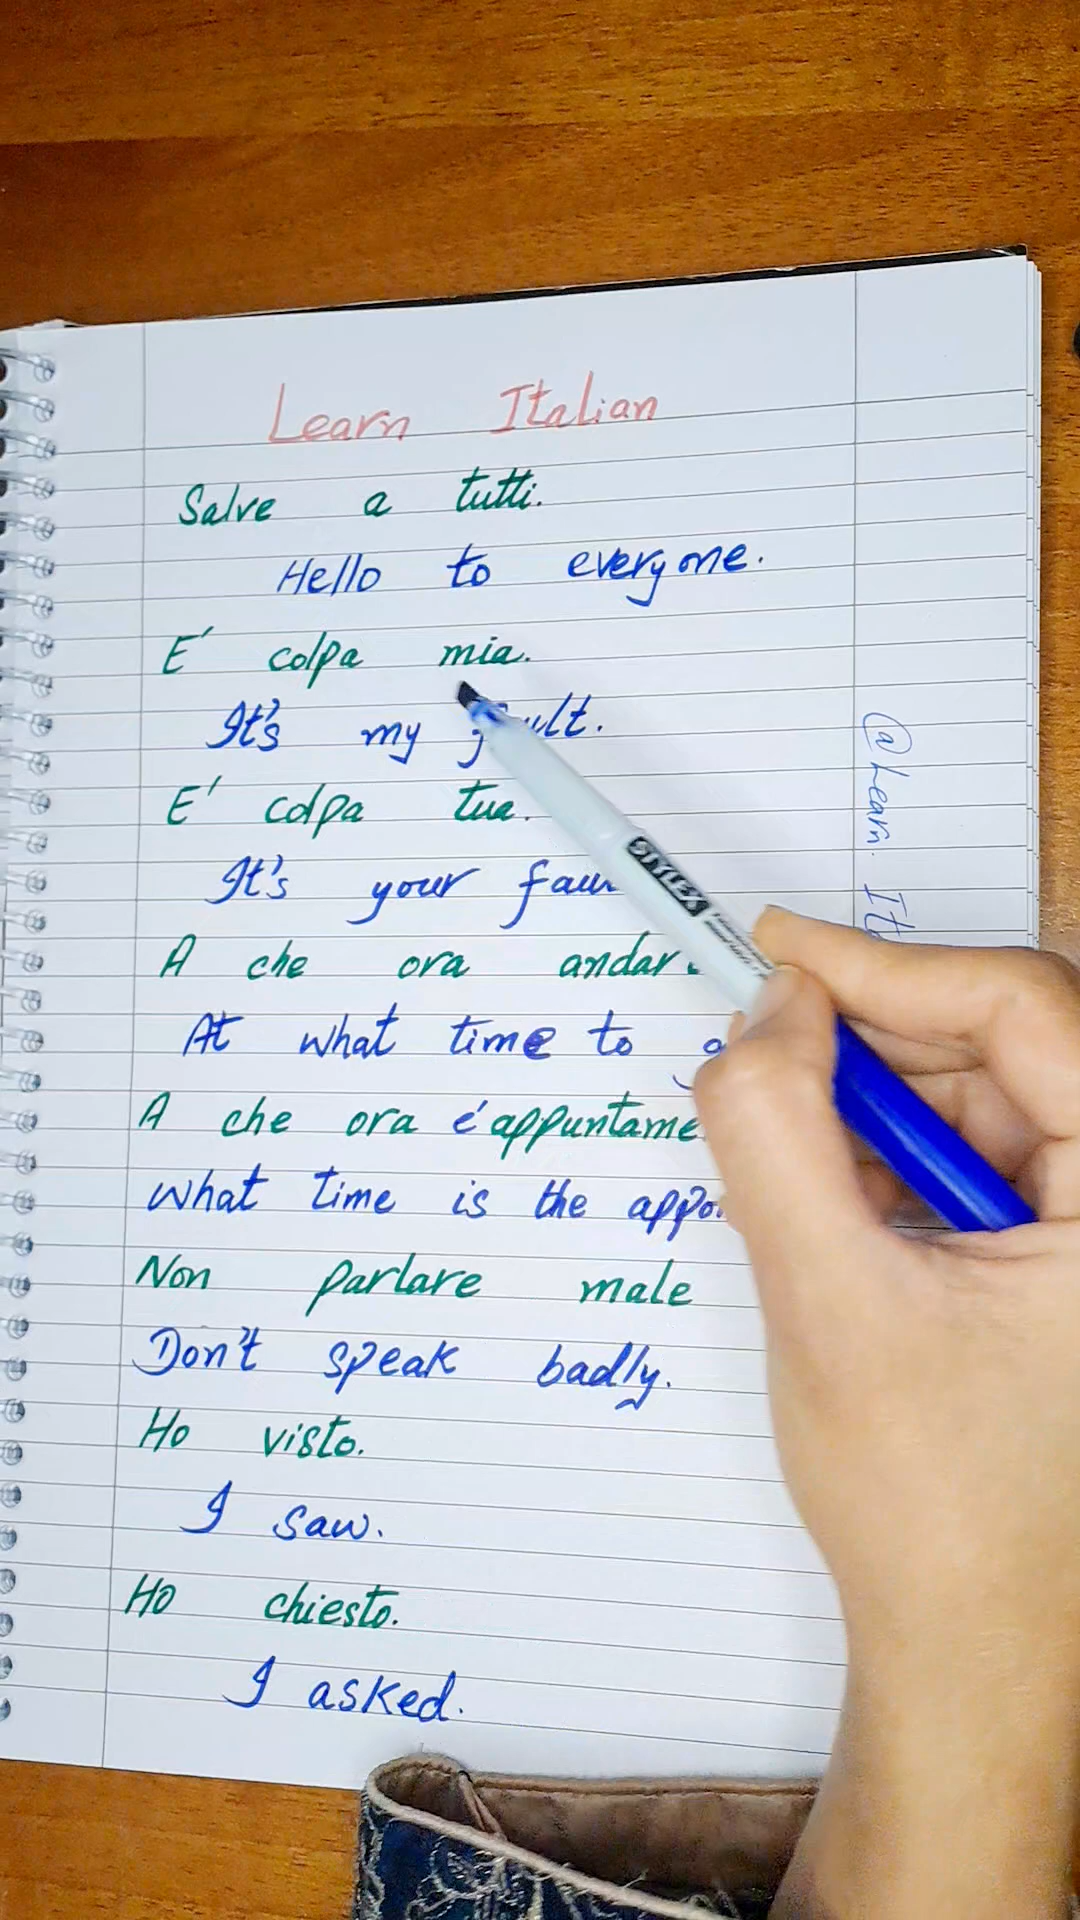 Learn Italian
Salve a tutti.
Hello to everyone.
E' colpa mia.
It's my
E' colpa tua.
It's your
A che ora
At what time to
A che ora é
What time is the
Non parlare male
Don't speak badly.
Ho visto.
I saw.
Ho chiesto.
I asked.
@Learn.
STYLEX